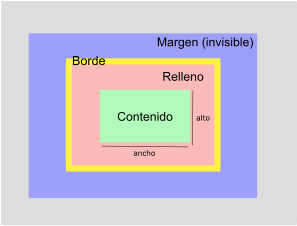 Margen (invisible)
Borde
Relleno
Contenido
alto
ancho